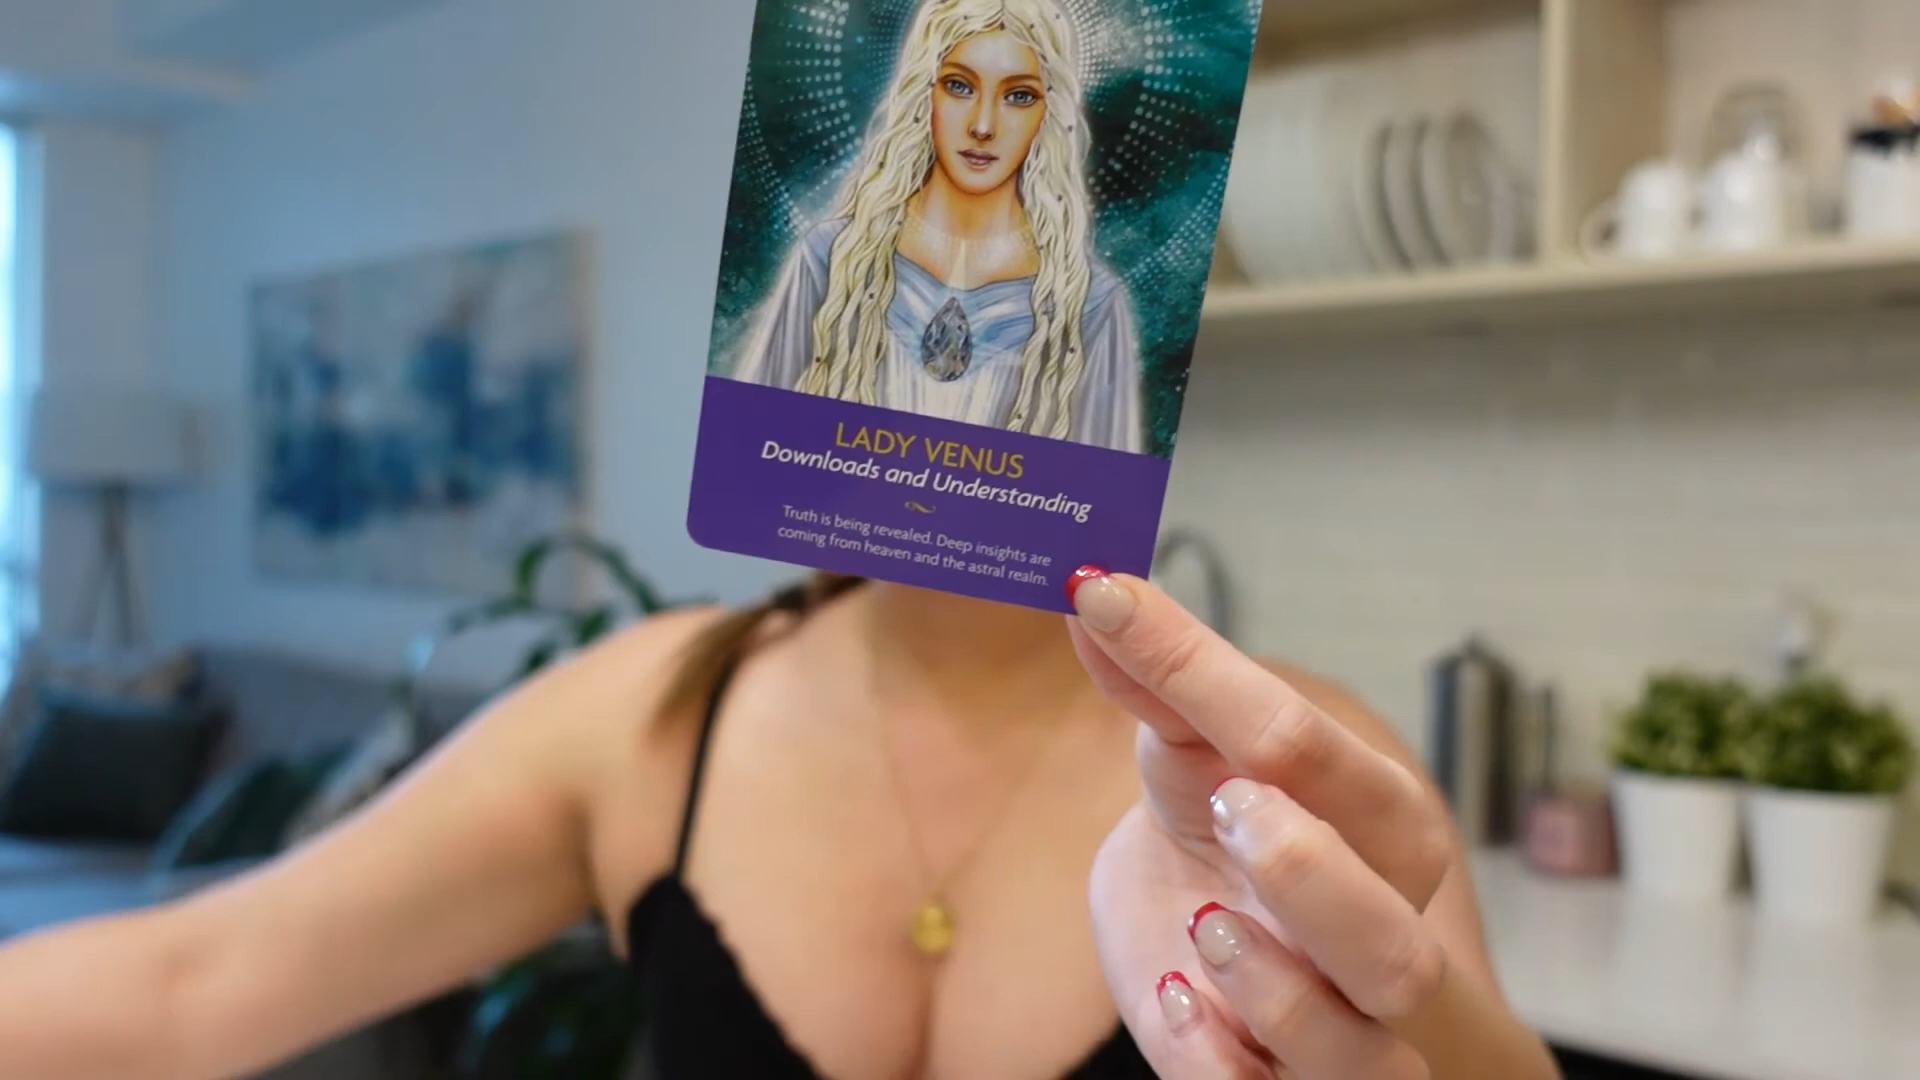 LADY VENUS
Downloads and Understanding
Truth is being revealed. Deep insights are
coming from heaven and the astral realm.